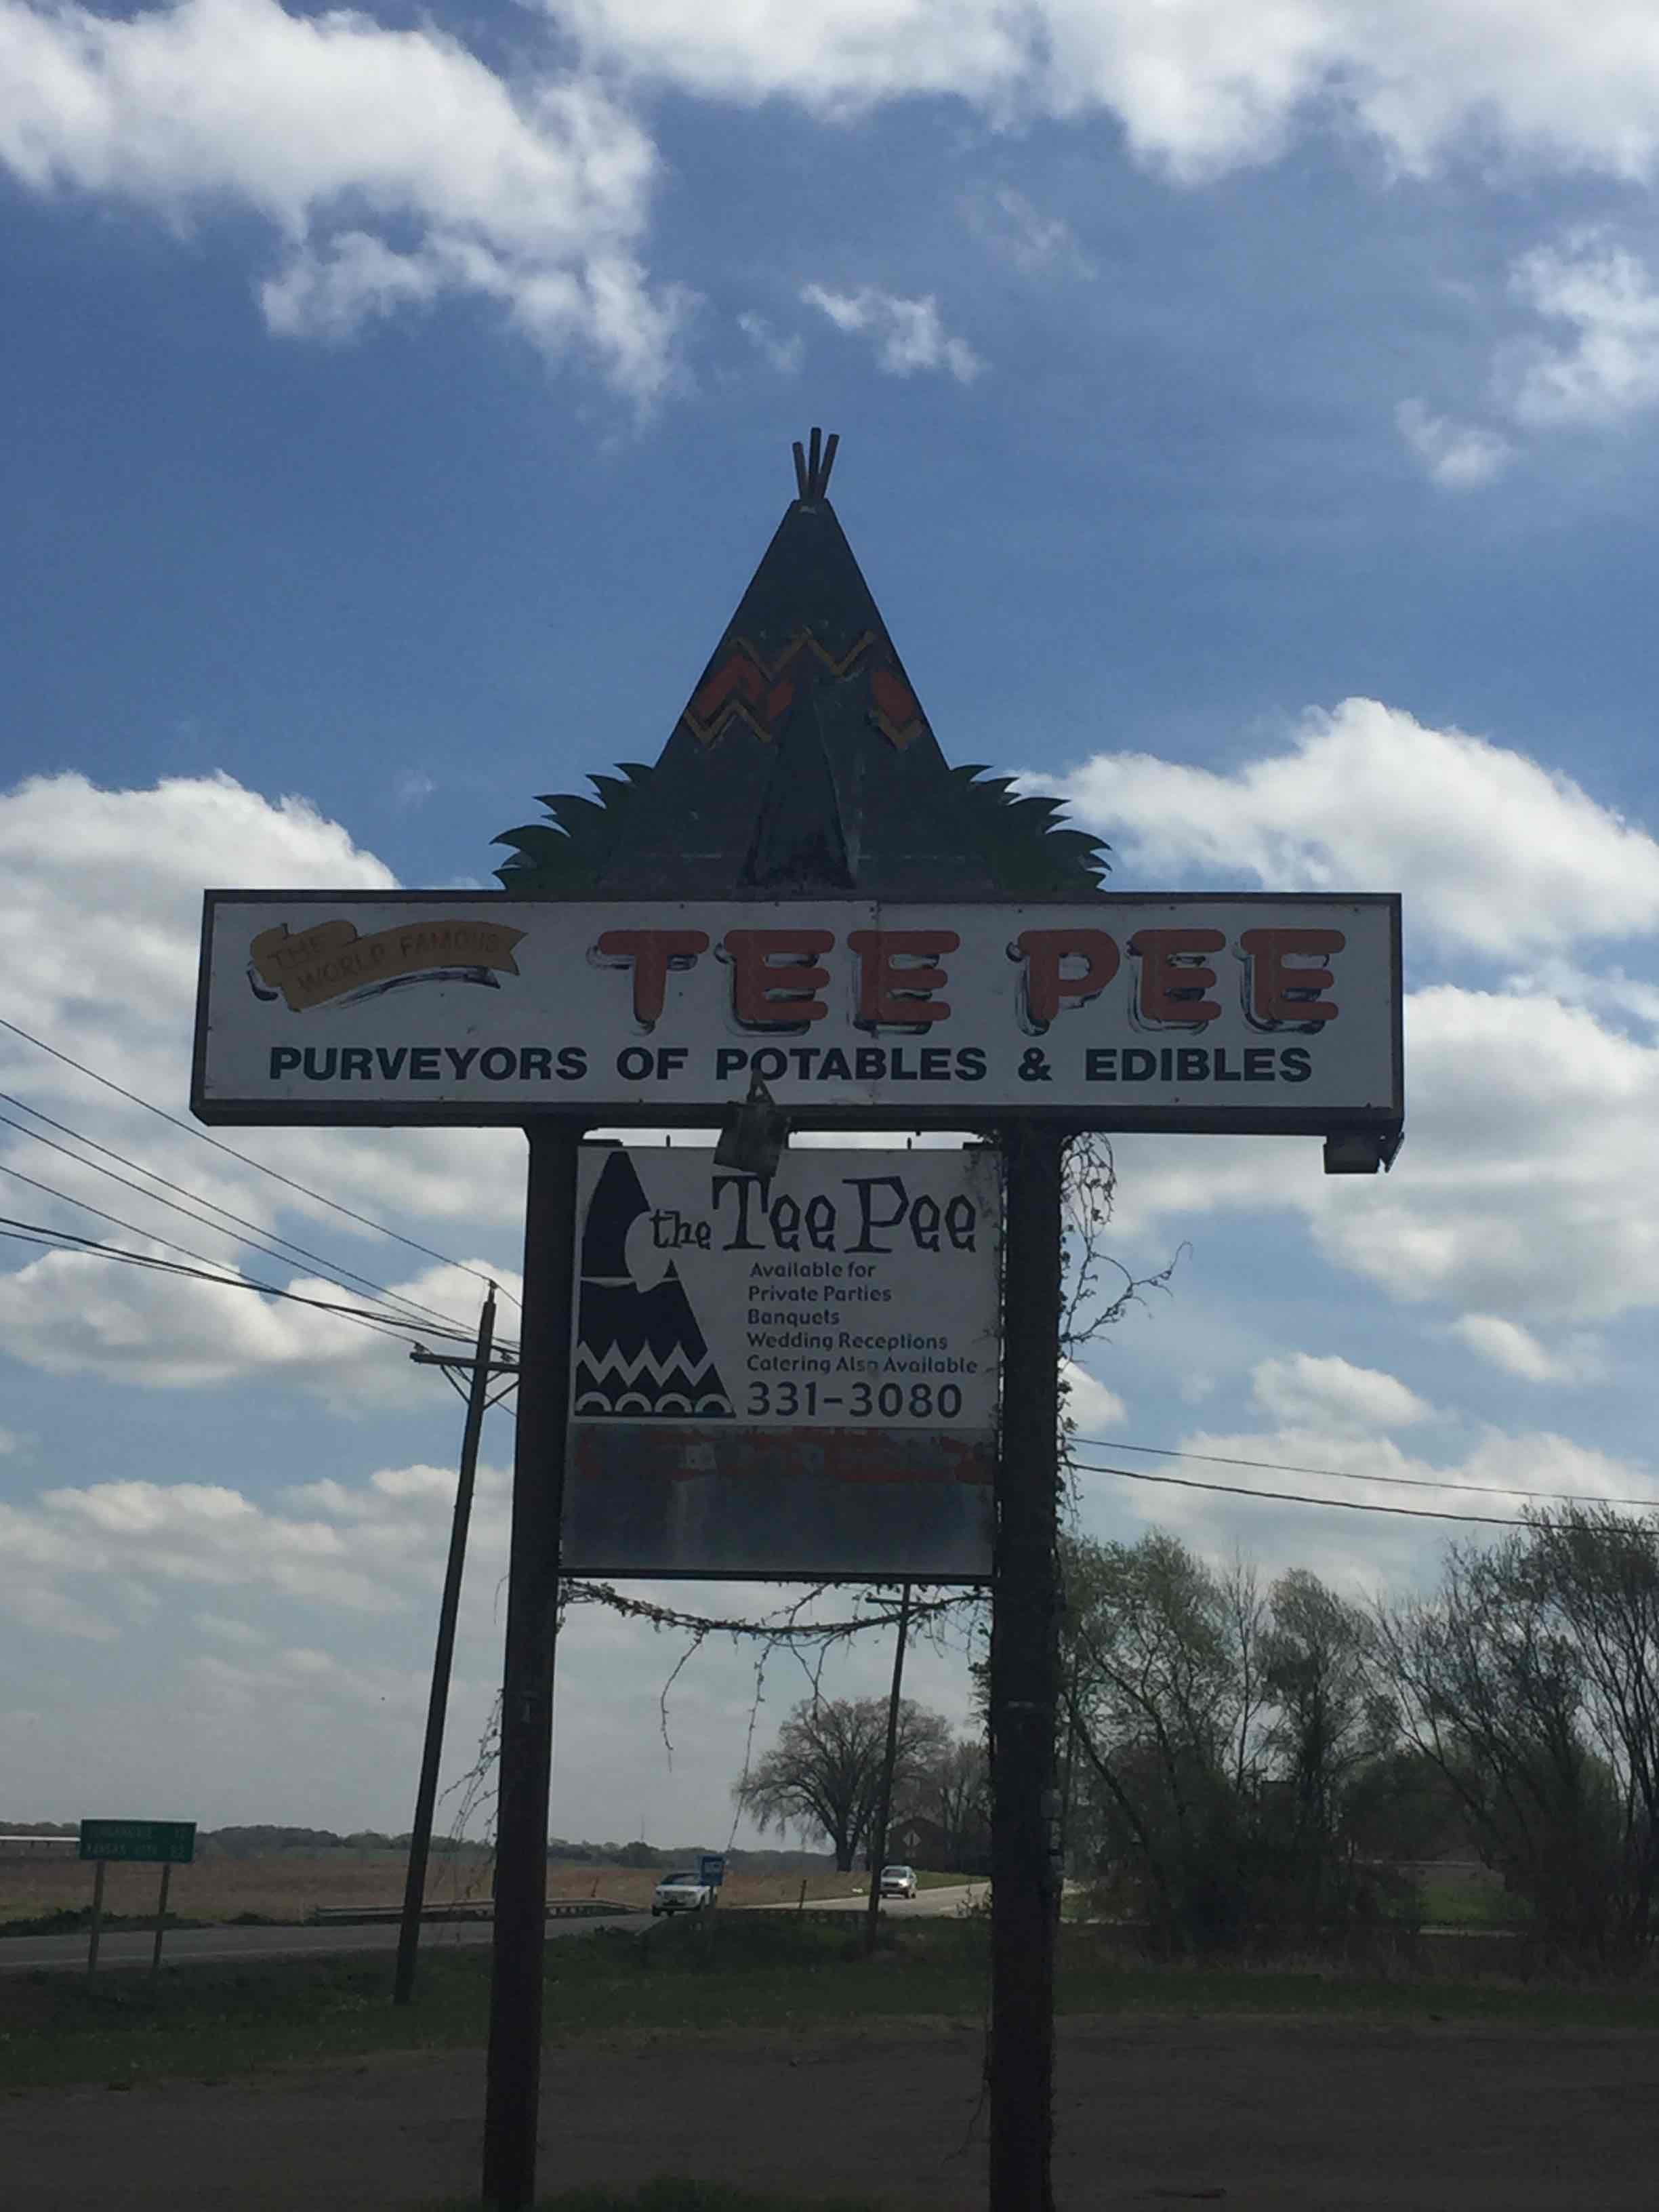 THE
WORLD FAMOUS
TEE PEE
PURVEYORS OF POTABLES & EDIBLES
the Tee Pee
Available for
Private Parties
Banquets
Wedding Receptions
Catering Also Available
331-3080